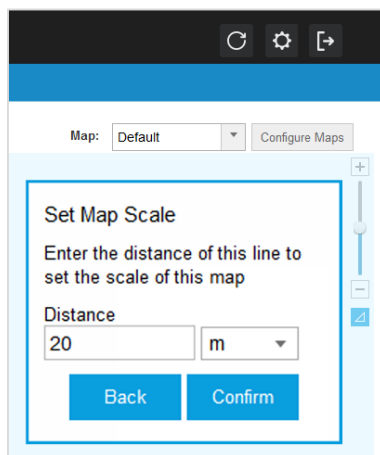 Map: Default Configure Maps
Set Map Scale
Enter the distance of this line to
set the scale of this map
Distance
20 m
Back Confirm